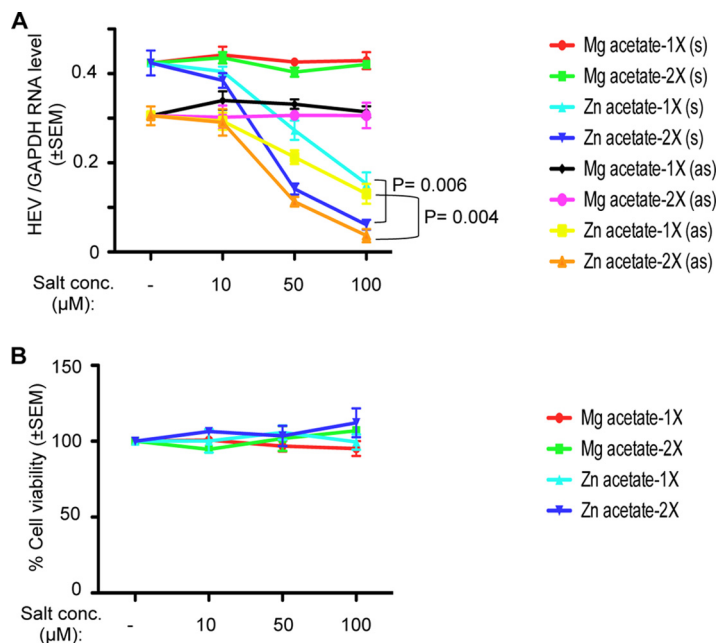 A
HEV /GAPDH RNA level
(±SEM)
0.4
0.2
0
P= 0.006
P= 0.004
Salt conc.
(µM):
- 10 50 100
Mg acetate-1X (s)
Mg acetate-2X (s)
Zn acetate-1X (s)
Zn acetate-2X (s)
Mg acetate-1X (as)
Mg acetate-2X (as)
Zn acetate-1X (as)
Zn acetate-2X (as)
B
% Cell viability (±SEM)
150
100
50
0
Salt conc.
(µM):
- 10 50 100
Mg acetate-1X
Mg acetate-2X
Zn acetate-1X
Zn acetate-2X